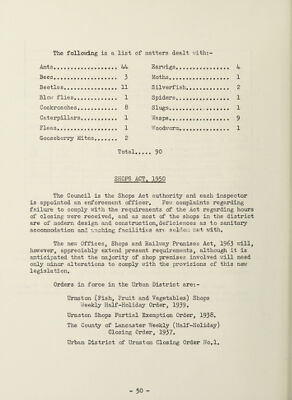 The following is a list of matters dealt with:-
Ants................... 44 Earwigs................ 4
Bees................... 3 Moths.................. 1
Beetles................ 11 Silverfish............. 2
Blow flies............. 1 Spiders................ 1
Cockroaches............ 8 Slugs.................. 1
Caterpillars........... 1 Wasps.................. 9
Fleas.................. 1 Woodworm............... 1
Gooseberry Mites....... 2
Total..... 90
SHOPS ACT, 1950
The Council is the Shops Act authority and each inspector
is appointed an enforcement officer. Few complaints regarding
failure to comply with the requirements of the Act regarding hours
of closing were received, and as most of the shops in the district
are of modern design and construction, deficiences as to sanitary
accommodation and washing facilities are seldom met with.
The new Offices, Shops and Railway Premises Act, 1963 will,
however, appreciably extend present requirements, although it is
anticipated that the majority of shop premises involved will need
only minor alterations to comply with the provisions of this new
legislation.
Orders in force in the Urban District are:-
Urmston (Fish, Fruit and Vegetables) Shops
Weekly Half-Holiday Order, 1939.
Urmston Shops Partial Exemption Order, 1938.
The County of Lancaster Weekly (Half-Holiday)
Closing Order, 1937.
Urban District of Urmston Closing Order No.1.
- 50 -